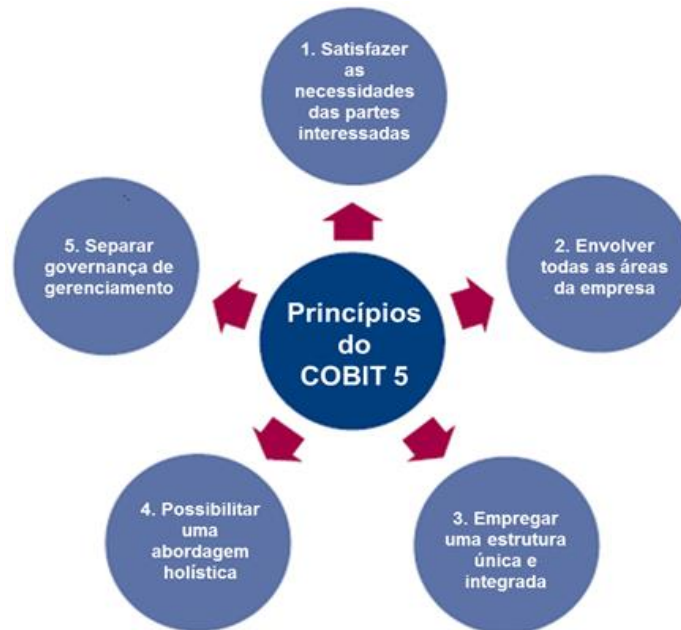 1. Satisfazer
as
necessidades
das partes
interessadas
2. Envolver
todas as áreas
da empresa
3. Empregar
uma estrutura
única e
integrada
4. Possibilitar
uma
abordagem
holística
5. Separar
governança de
gerenciamento
Princípios
do
COBIT 5